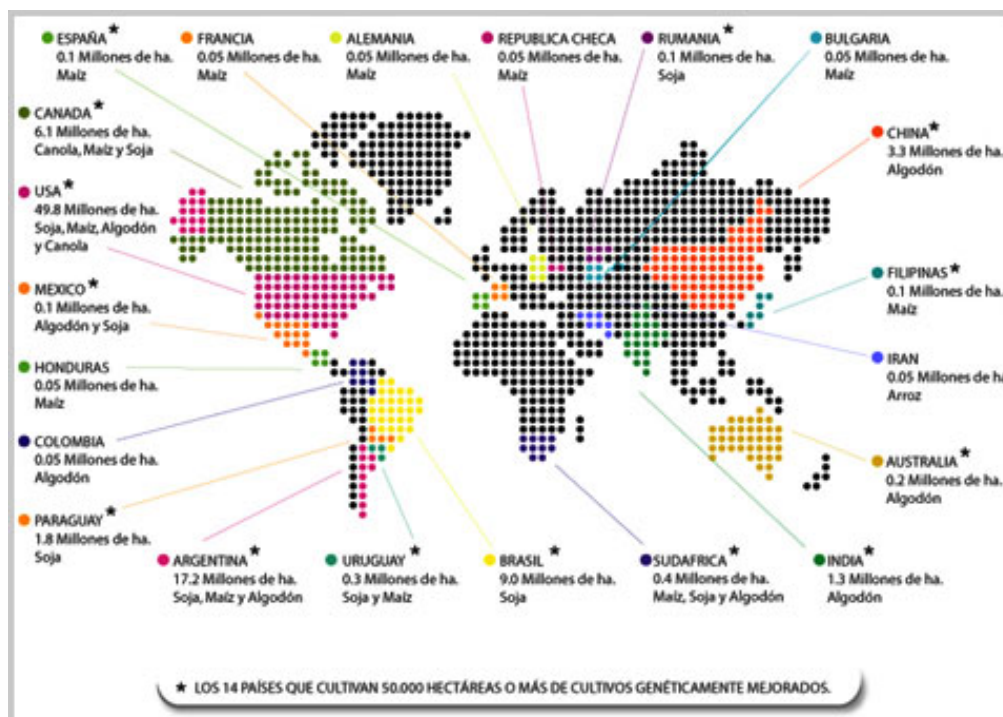 ESPAÑA ★
0.1 Millones de ha.
Maíz
FRANCIA
0.05 Millones de ha.
Maíz
ALEMANIA
0.05 Millones de ha.
Maíz
REPUBLICA CHECA
0.05 Millones de ha.
Maíz
RUMANIA ★
0.1 Millones de ha.
Soja
BULGARIA
0.05 Millones de ha.
Maíz
CANADA ★
6.1 Millones de ha.
Canola, Maíz y Soja
CHINA ★
3.3 Millones de ha.
Algodón
USA ★
49.8 Millones de ha.
Soja, Maíz, Algodón
y Canola
FILIPINAS ★
0.1 Millones de ha.
Maíz
MEXICO ★
0.1 Millones de ha.
Algodón y Soja
IRAN
0.05 Millones de ha
Arroz
HONDURAS
0.05 Millones de ha.
Maíz
COLOMBIA
0.05 Millones de ha.
Algodón
AUSTRALIA ★
0.2 Millones de ha.
Algodón
PARAGUAY ★
1.8 Millones de ha.
Soja
ARGENTINA ★
17.2 Millones de ha.
Soja, Maíz y Algodón
URUGUAY ★
0.3 Millones de ha.
Soja y Maíz
BRASIL ★
9.0 Millones de ha.
Soja
SUDAFRICA ★
0.4 Millones de ha.
Maíz, Soja y Algodón
INDIA ★
1.3 Millones de ha.
Algodón
★ LOS 14 PAÍSES QUE CULTIVAN 50.000 HECTÁREAS O MÁS DE CULTIVOS GENÉTICAMENTE MEJORADOS.